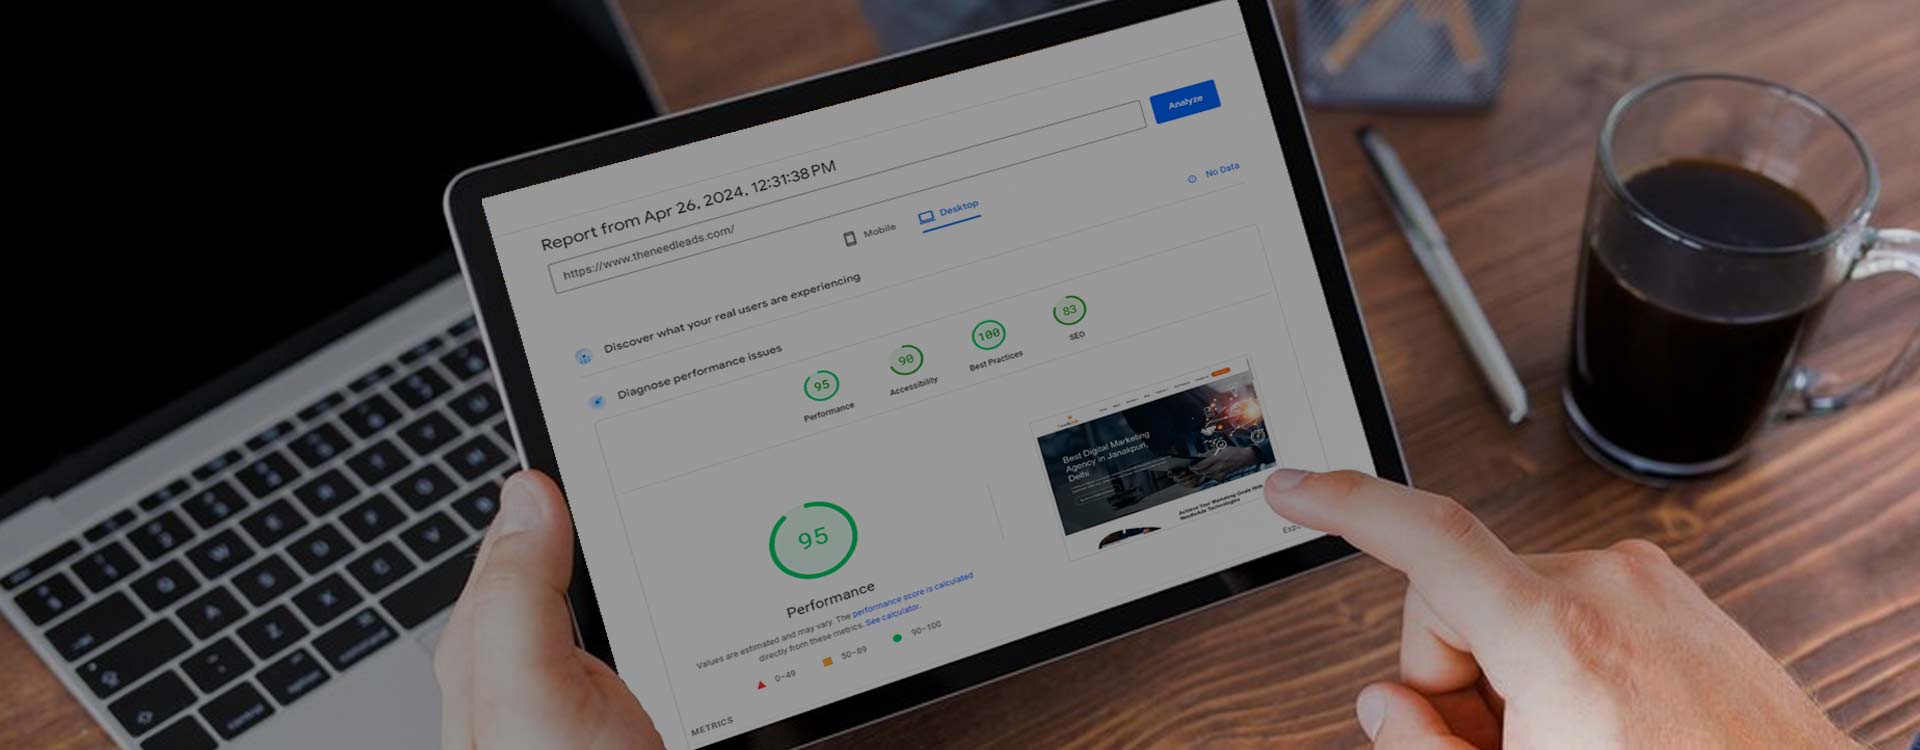 Analyze
Report from Apr 26, 2024, 12:31:38 PM
https://www.theneedleads.com/
Mobile
Desktop
No Data
Discover what your real users are experiencing
Diagnose performance issues
95
Performance
90
Accessibility
100
Best Practices
83
SEO
Best Digital Marketing
Agency in Janakpuri,
Delhi
Achieve Your Marketing Goals With
95
Performance
Values are estimated and may vary. The performance score is calculated
directly from these metrics. See calculator.
0–49
50–89
90–100
METRICS
control
option
command